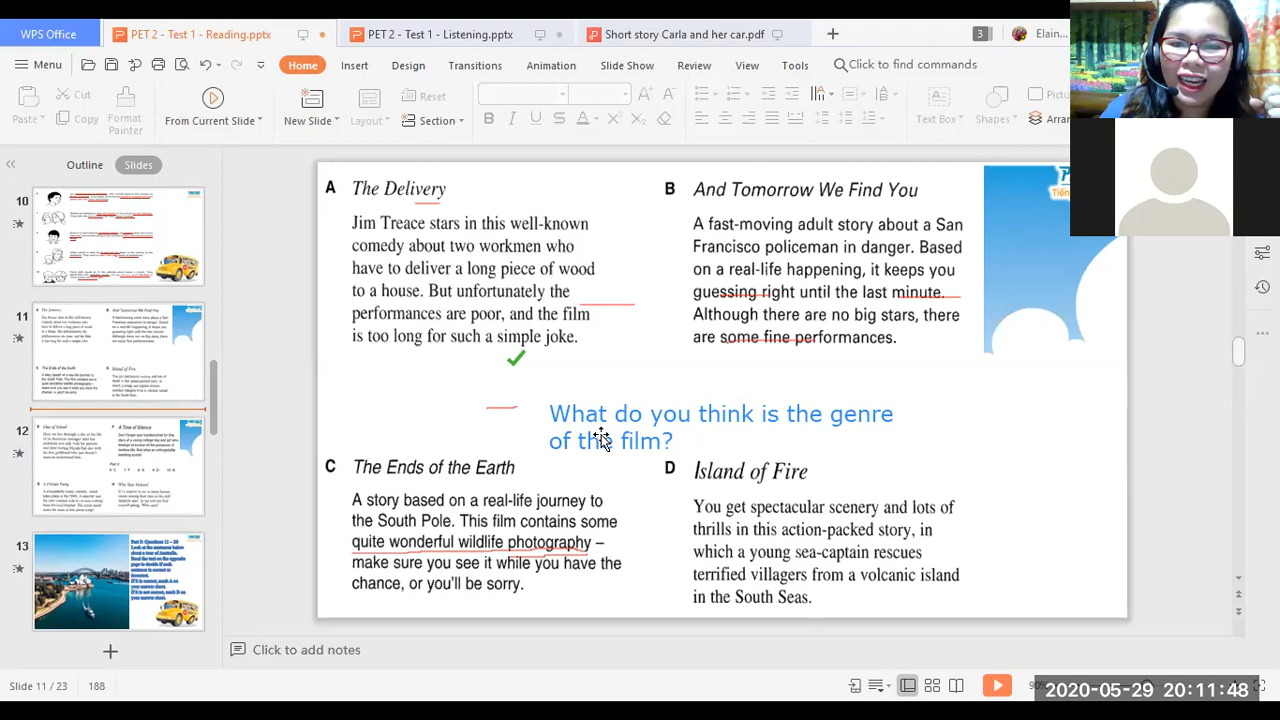 WPS Office
PET 2 - Test 1 - Reading.pptx
PET 2 - Test 1 - Listening.pptx
Short story Carla and her car.pdf
3
Elain...
Menu
Home
Insert
Design
Transitions
Animation
Slide Show
Review
View
Tools
Click to find commands
Paste
Cut
Copy
Format
Painter
From Current Slide
New Slide
Layout
Reset
Section
Text Box
Shapes
Arran
Outline
Slides
10
11
12
13
A The Delivery
Jim Terrace stars in this well-known
comedy about two workmen who
have to deliver a long piece of wood
to a house. But unfortunately the
performances are poor, and the film
is too long for such a simple joke.
B And Tomorrow We Find You
A fast-moving add story about a San
Francisco policeman in danger. Based
on a real-life happening, it keeps you
guessing right until the last minute.
Although there are no big stars, there
are some fine performances.
What do you think is the genre
of this film?
C The Ends of the Earth
A story based on a real-life journey to
the South Pole. This film contains some
quite wonderful wildlife photography –
make sure you see it while you have the
chance, or you'll be sorry.
D Island of Fire
You get spectacular scenery and lots of
thrills in this action-packed story, in
which a young sea-captain rescues
terrified villagers from a volcanic island
in the South Seas.
Click to add notes
Slide 11 / 23
188
2020-05-29 20:11:48